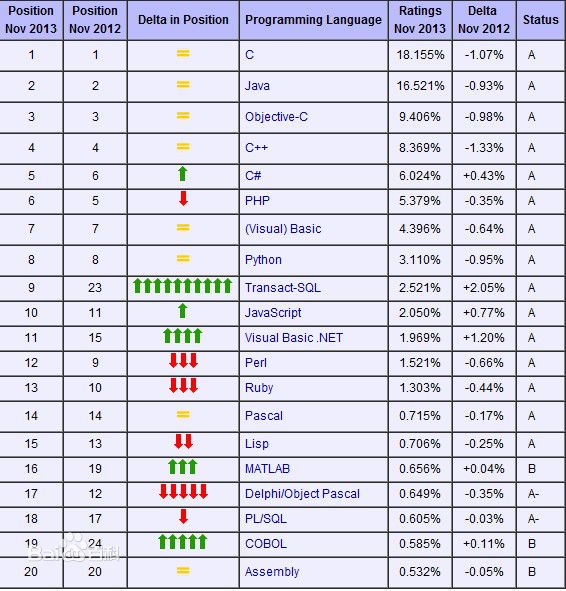 Position Nov 2013 Position Nov 2012 Delta in Position Programming Language Ratings Nov 2013 Delta Nov 2012 Status
1 1 = C 18.155% -1.07% A
2 2 = Java 16.521% -0.93% A
3 3 = Objective-C 9.406% -0.98% A
4 4 = C++ 8.369% -1.33% A
5 6 C# 6.024% +0.43% A
6 5 PHP 5.379% -0.35% A
7 7 = (Visual) Basic 4.396% -0.64% A
8 8 = Python 3.110% -0.95% A
9 23 Transact-SQL 2.521% +2.05% A
10 11 JavaScript 2.050% +0.77% A
11 15 Visual Basic .NET 1.969% +1.20% A
12 9 Perl 1.521% -0.66% A
13 10 Ruby 1.303% -0.44% A
14 14 = Pascal 0.715% -0.17% A
15 13 Lisp 0.706% -0.25% A
16 19 MATLAB 0.656% +0.04% B
17 12 Delphi/Object Pascal 0.649% -0.35% A-
18 17 PL/SQL 0.605% -0.03% A-
19 24 COBOL 0.585% +0.11% B
Baidu百科
20 20 = Assembly 0.532% -0.05% B